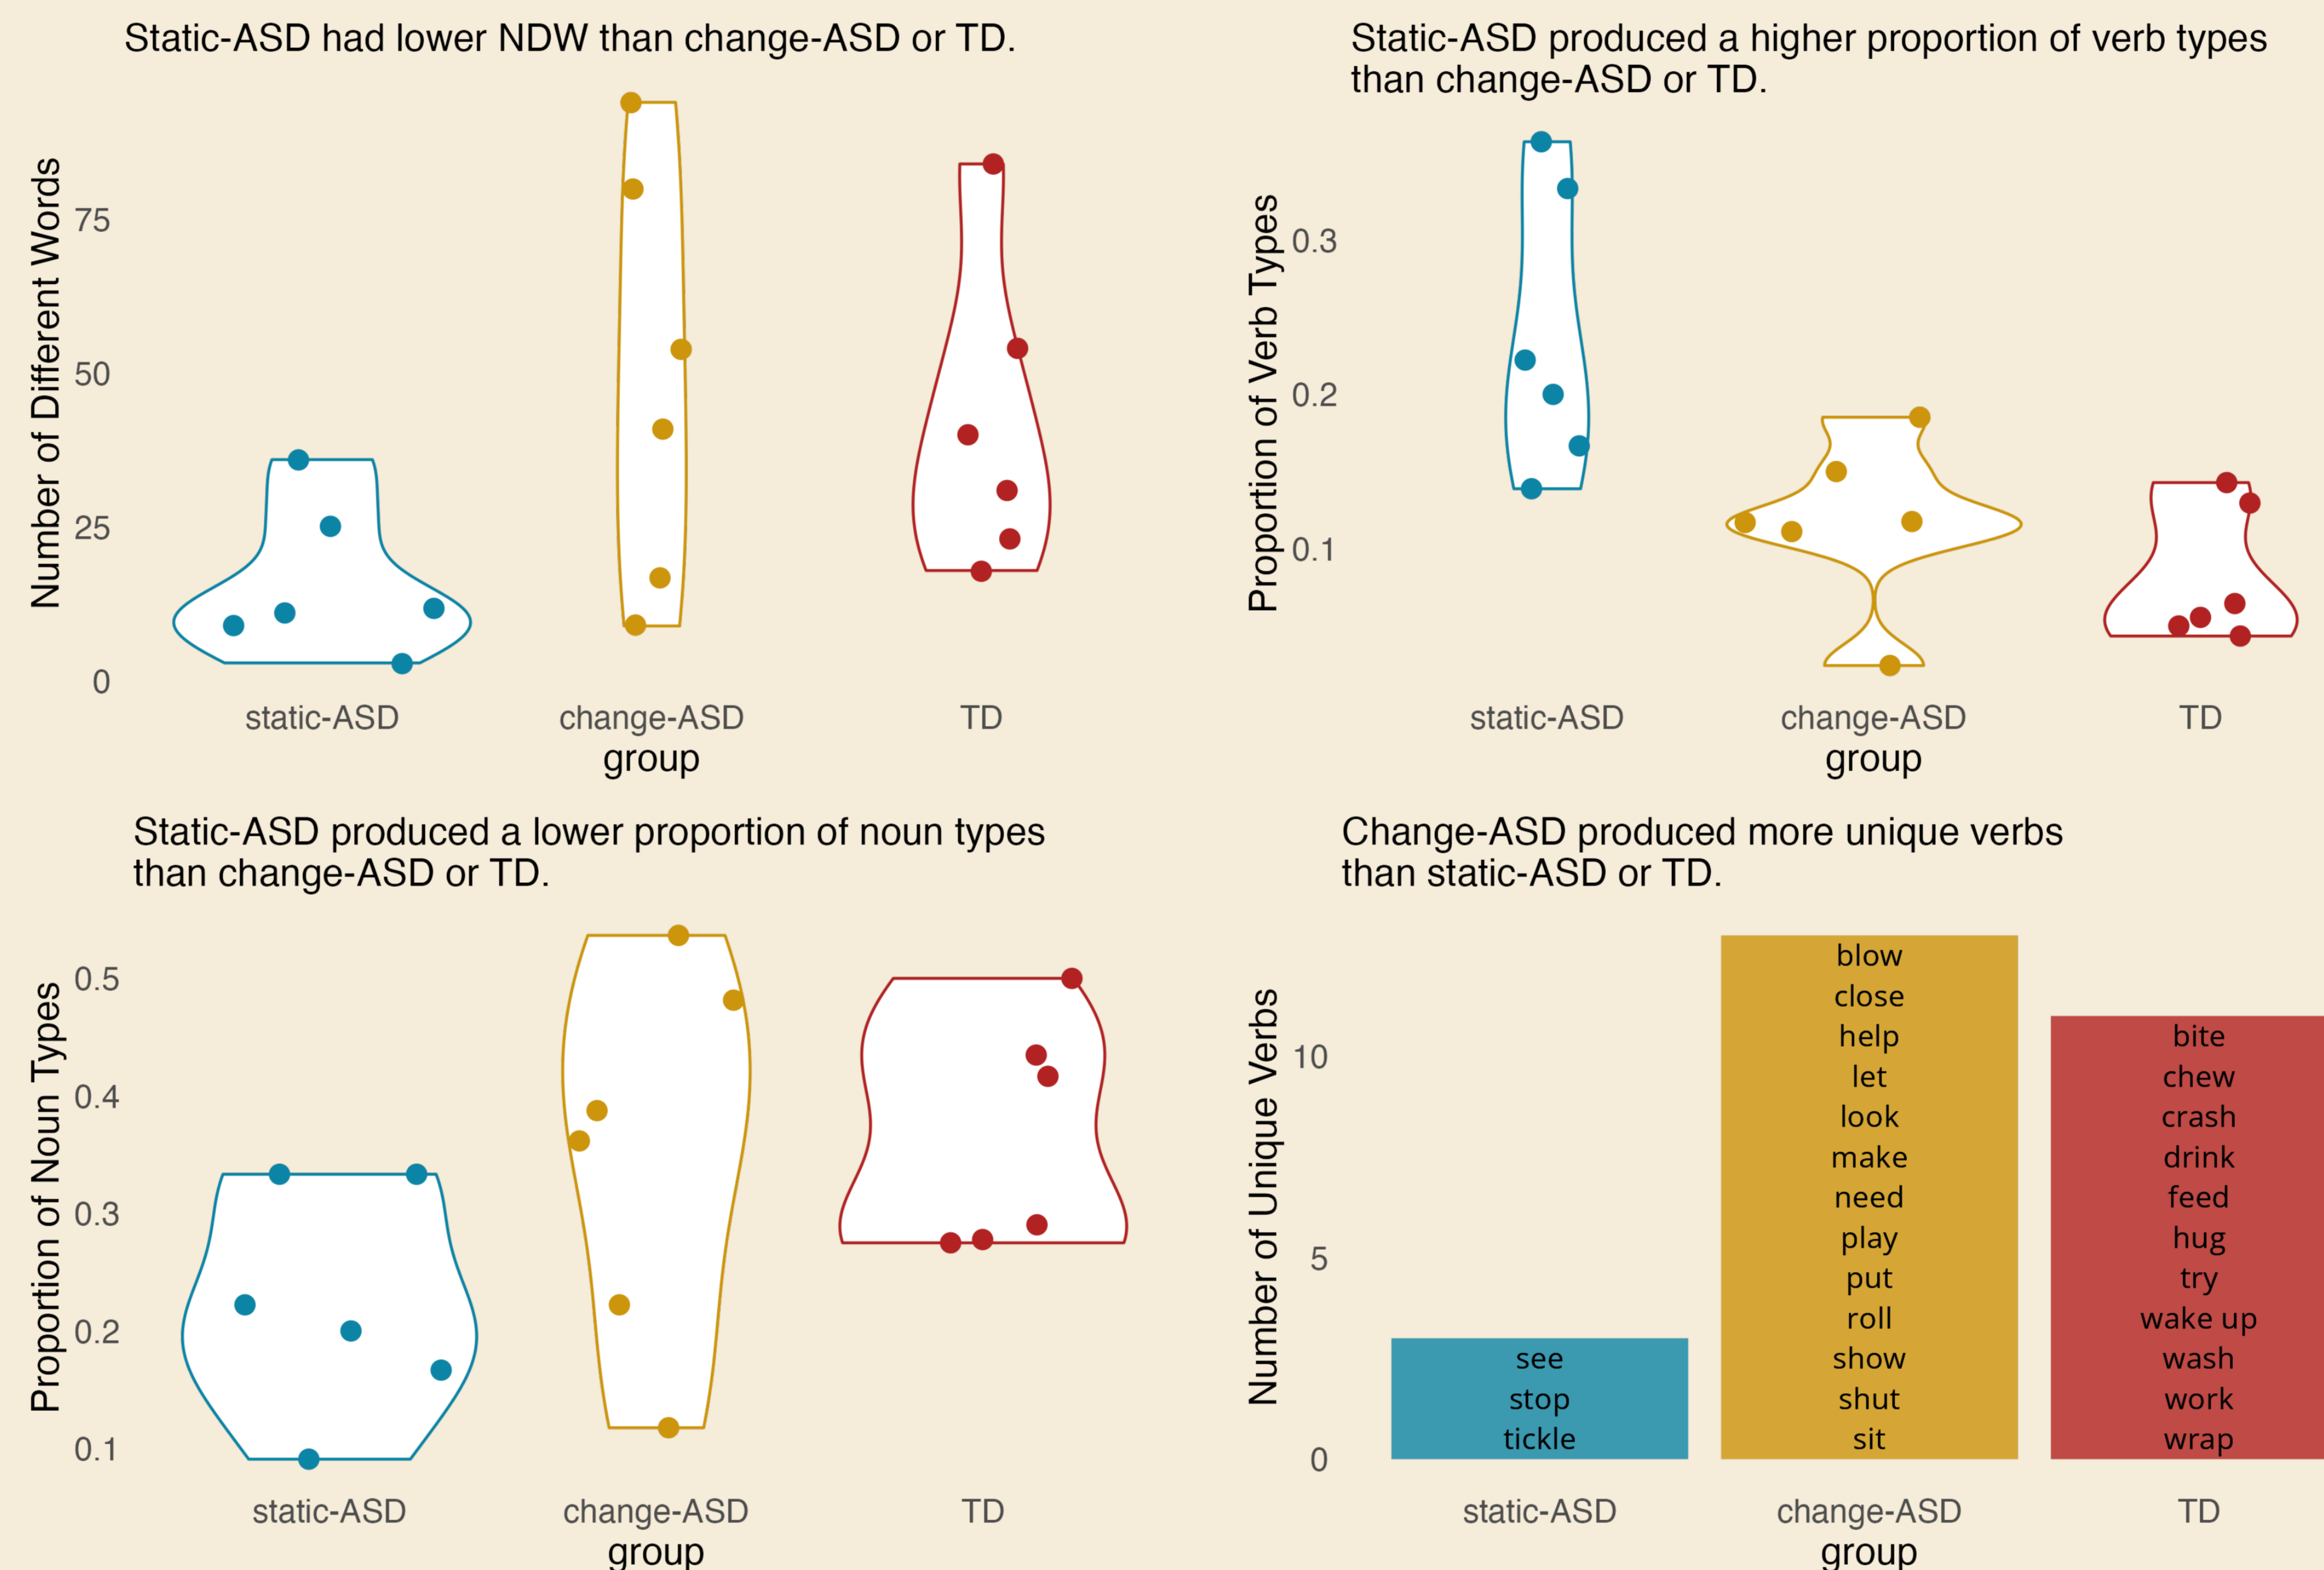 Static-ASD had lower NDW than change-ASD or TD.
Number of Different Words
75
50
25
0
static-ASD
change-ASD
TD
group
Static-ASD produced a higher proportion of verb types
than change-ASD or TD.
Proportion of Verb Types
0.3
0.2
0.1
static-ASD
change-ASD
TD
group
Static-ASD produced a lower proportion of noun types
than change-ASD or TD.
Proportion of Noun Types
0.5
0.4
0.3
0.2
0.1
static-ASD
change-ASD
TD
group
Change-ASD produced more unique verbs
than static-ASD or TD.
Number of Unique Verbs
10
5
0
see
stop
tickle
blow
close
help
let
look
make
need
play
put
roll
show
shut
sit
bite
chew
crash
drink
feed
hug
try
wake up
wash
work
wrap
static-ASD
change-ASD
TD
group